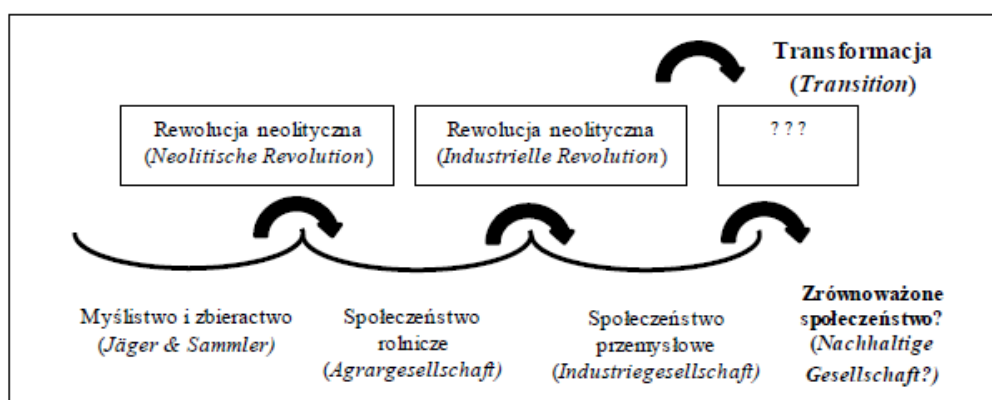 Transformacja
(Transition)
Rewolucja neolityczna
(Neolitische Revolution)
Rewolucja neolityczna
(Industrielle Revolution)
? ? ?
Myślistwo i zbieractwo
(Jäger & Sammler)
Społeczeństwo
rolnicze
(Agrargesellschaft)
Społeczeństwo
przemysłowe
(Industriegesellschaft)
Zrównoważone
społeczeństwo?
(Nachhaltige
Gesellschaft?)